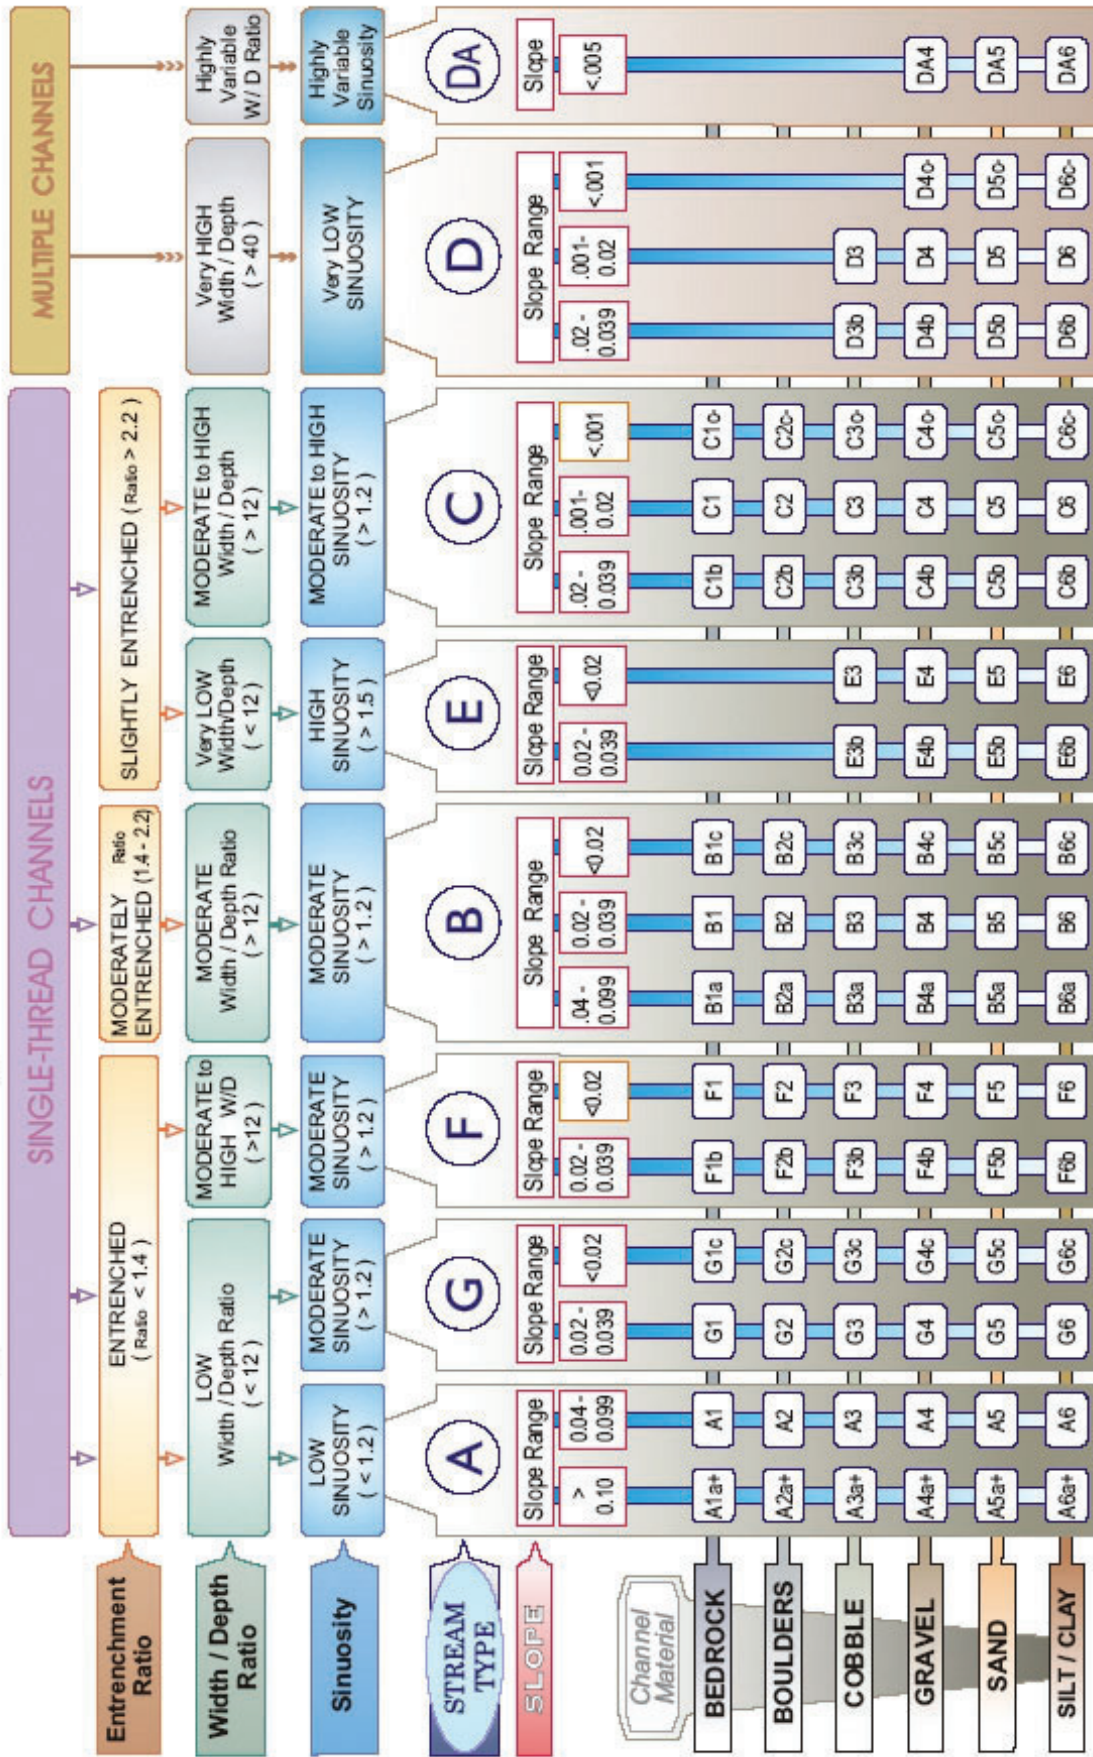 SINGLE-THREAD CHANNELS
MULTIPLE CHANNELS
Entrenchment
Ratio
ENTRENCHED
( Ratio < 1.4 )
MODERATELY Ratio
ENTRENCHED (1.4 - 2.2)
SLIGHTLY ENTRENCHED ( Ratio > 2.2 )
Width / Depth
Ratio
LOW
Width / Depth Ratio
( < 12 )
MODERATE to
HIGH W/D
( >12 )
MODERATE
Width / Depth Ratio
( > 12 )
Very LOW
Width/Depth
( < 12 )
MODERATE to HIGH
Width / Depth
( > 12 )
Very HIGH
Width / Depth
( > 40 )
Highly
Variable
W / D Ratio
Sinuosity
LOW
SINUOSITY
( < 1.2 )
MODERATE
SINUOSITY
( > 1.2 )
MODERATE
SINUOSITY
( > 1.2 )
MODERATE
SINUOSITY
( > 1.2 )
HIGH
SINUOSITY
( > 1.5 )
MODERATE to HIGH
SINUOSITY
( > 1.2 )
Very LOW
SINUOSITY
Highly
Variable
Sinuosity
STREAM
TYPE
A
G
F
B
E
C
D
DA
SLOPE
Slope Range
Slope Range
Slope Range
Slope Range
Slope Range
Slope Range
Slope Range
Slope
>
0.10
0.04 -
0.099
0.02 -
0.039
<0.02
0.02 -
0.039
<0.02
.04 -
0.099
0.02 -
0.039
<0.02
0.02 -
0.039
<0.02
.02 -
0.039
.001-
0.02
<.001
.02 -
0.039
.001-
0.02
<.001
<.005
Channel
Material
BEDROCK A1a+ A1 G1 G1c F1b F1 B1a B1 B1c C1b C1 C1c-
BOULDERS A2a+ A2 G2 G2c F2b F2 B2a B2 B2c C2b C2 C2c-
COBBLE A3a+ A3 G3 G3c F3b F3 B3a B3 B3c E3b E3 C3b C3 C3c- D3b D3
GRAVEL A4a+ A4 G4 G4c F4b F4 B4a B4 B4c E4b E4 C4b C4 C4c- D4b D4 D4c- DA4
SAND A5a+ A5 G5 G5c F5b F5 B5a B5 B5c E5b E5 C5b C5 C5c- D5b D5 D5c- DA5
SILT / CLAY A6a+ A6 G6 G6c F6b F6 B6a B6 B6c E6b E6 C6b C6 C6c- D6b D6 D6c- DA6